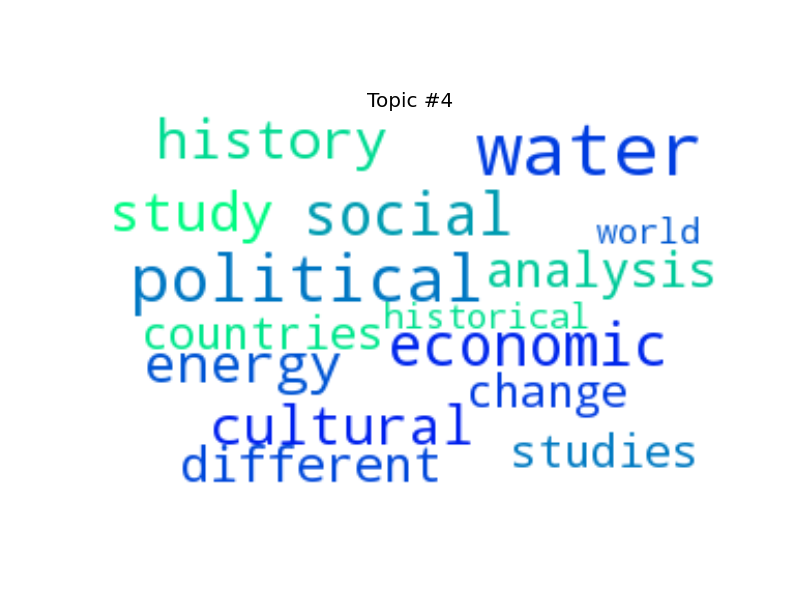 Topic #4
history water
study social world
political analysis
historical
countries economic
energy change
cultural studies
different